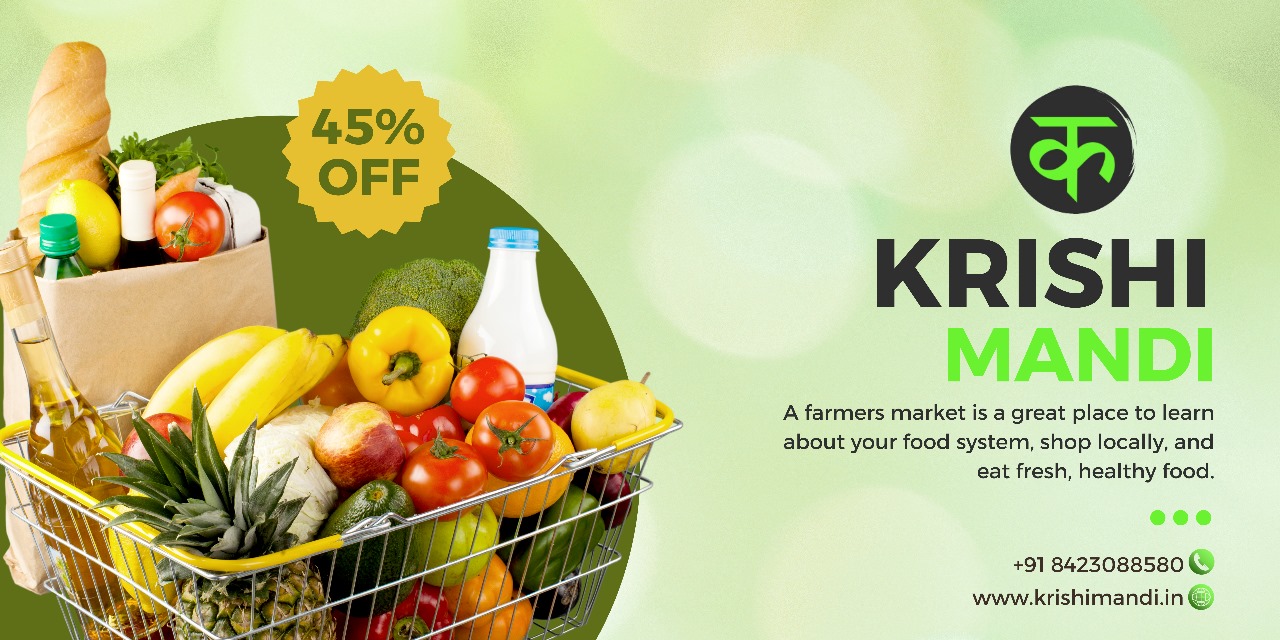 45%
OFF
क
KRISHI
MANDI
A farmers market is a great place to learn
about your food system, shop locally, and
eat fresh, healthy food.
+91 8423088580
www.krishimandi.in